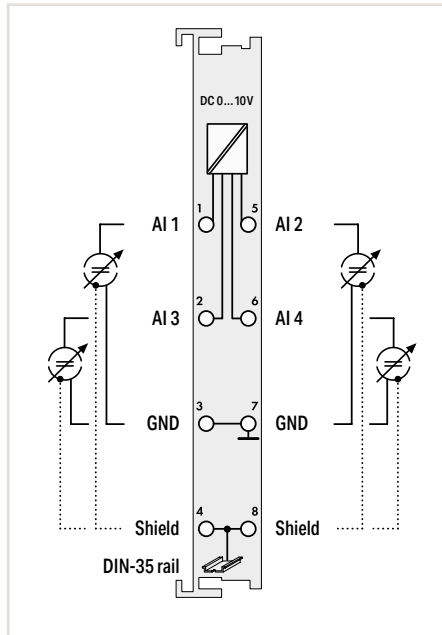 DC 0...10V
1 5
AI 1 AI 2
2 6
AI 3 AI 4
3 7
GND GND
4 8
Shield Shield
DIN-35 rail